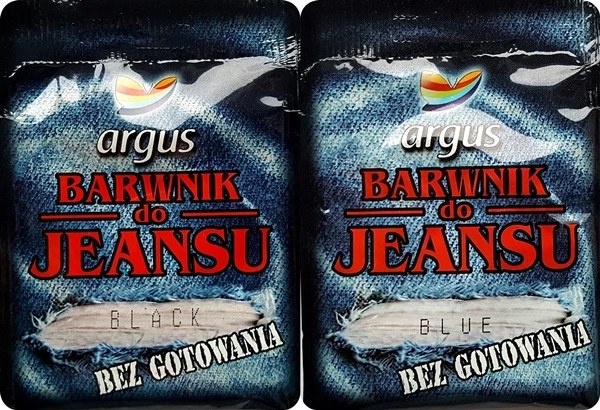 argus
BARWNIK
do
JEANSU
BLACK
BEZ GOTOWANIA
argus
BARWNIK
do
JEANSU
BLUE
BEZ GOTOWANIA